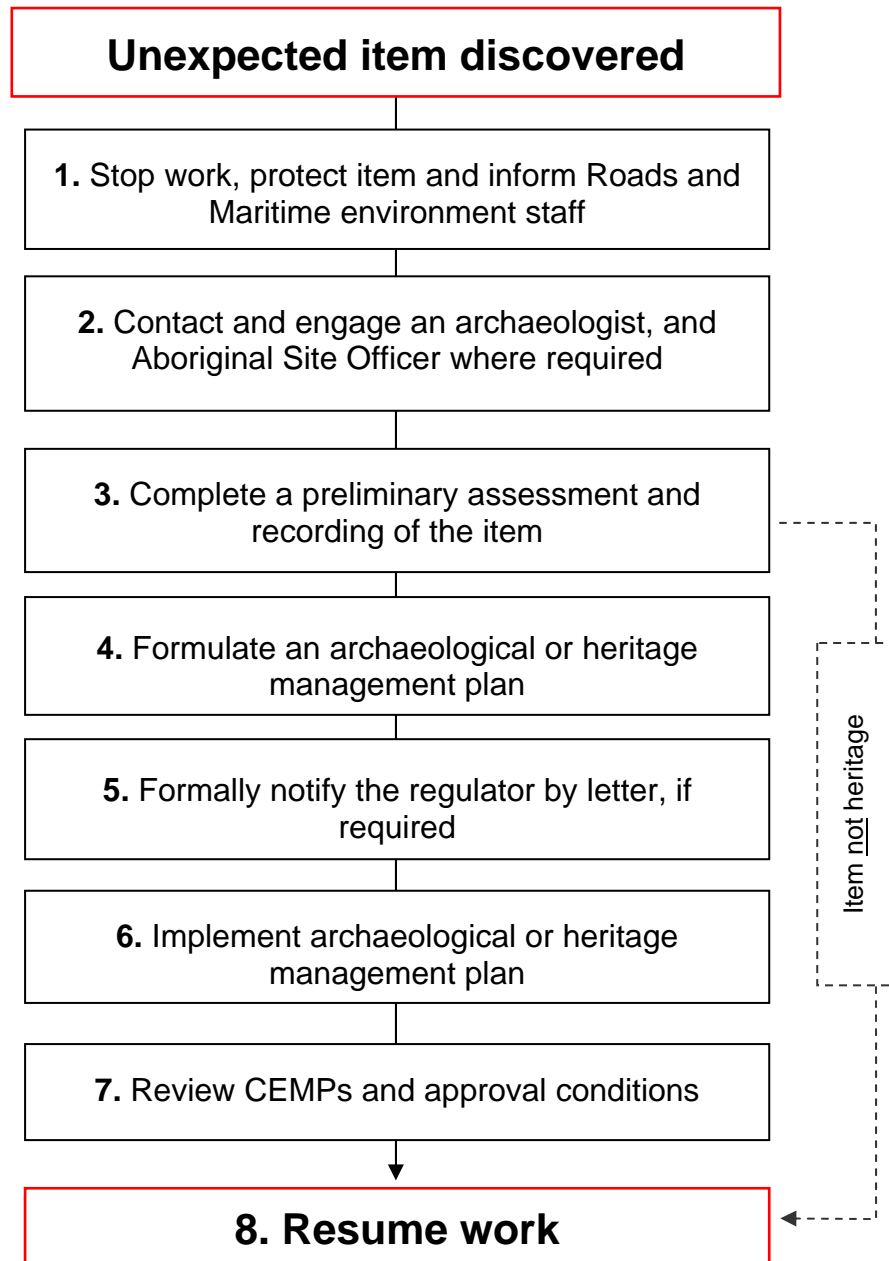 Unexpected item discovered
1. Stop work, protect item and inform Roads and
Maritime environment staff
2. Contact and engage an archaeologist, and
Aboriginal Site Officer where required
3. Complete a preliminary assessment and
recording of the item
4. Formulate an archaeological or heritage
management plan
5. Formally notify the regulator by letter, if
required
6. Implement archaeological or heritage
management plan
7. Review CEMPs and approval conditions
8. Resume work
Item not heritage